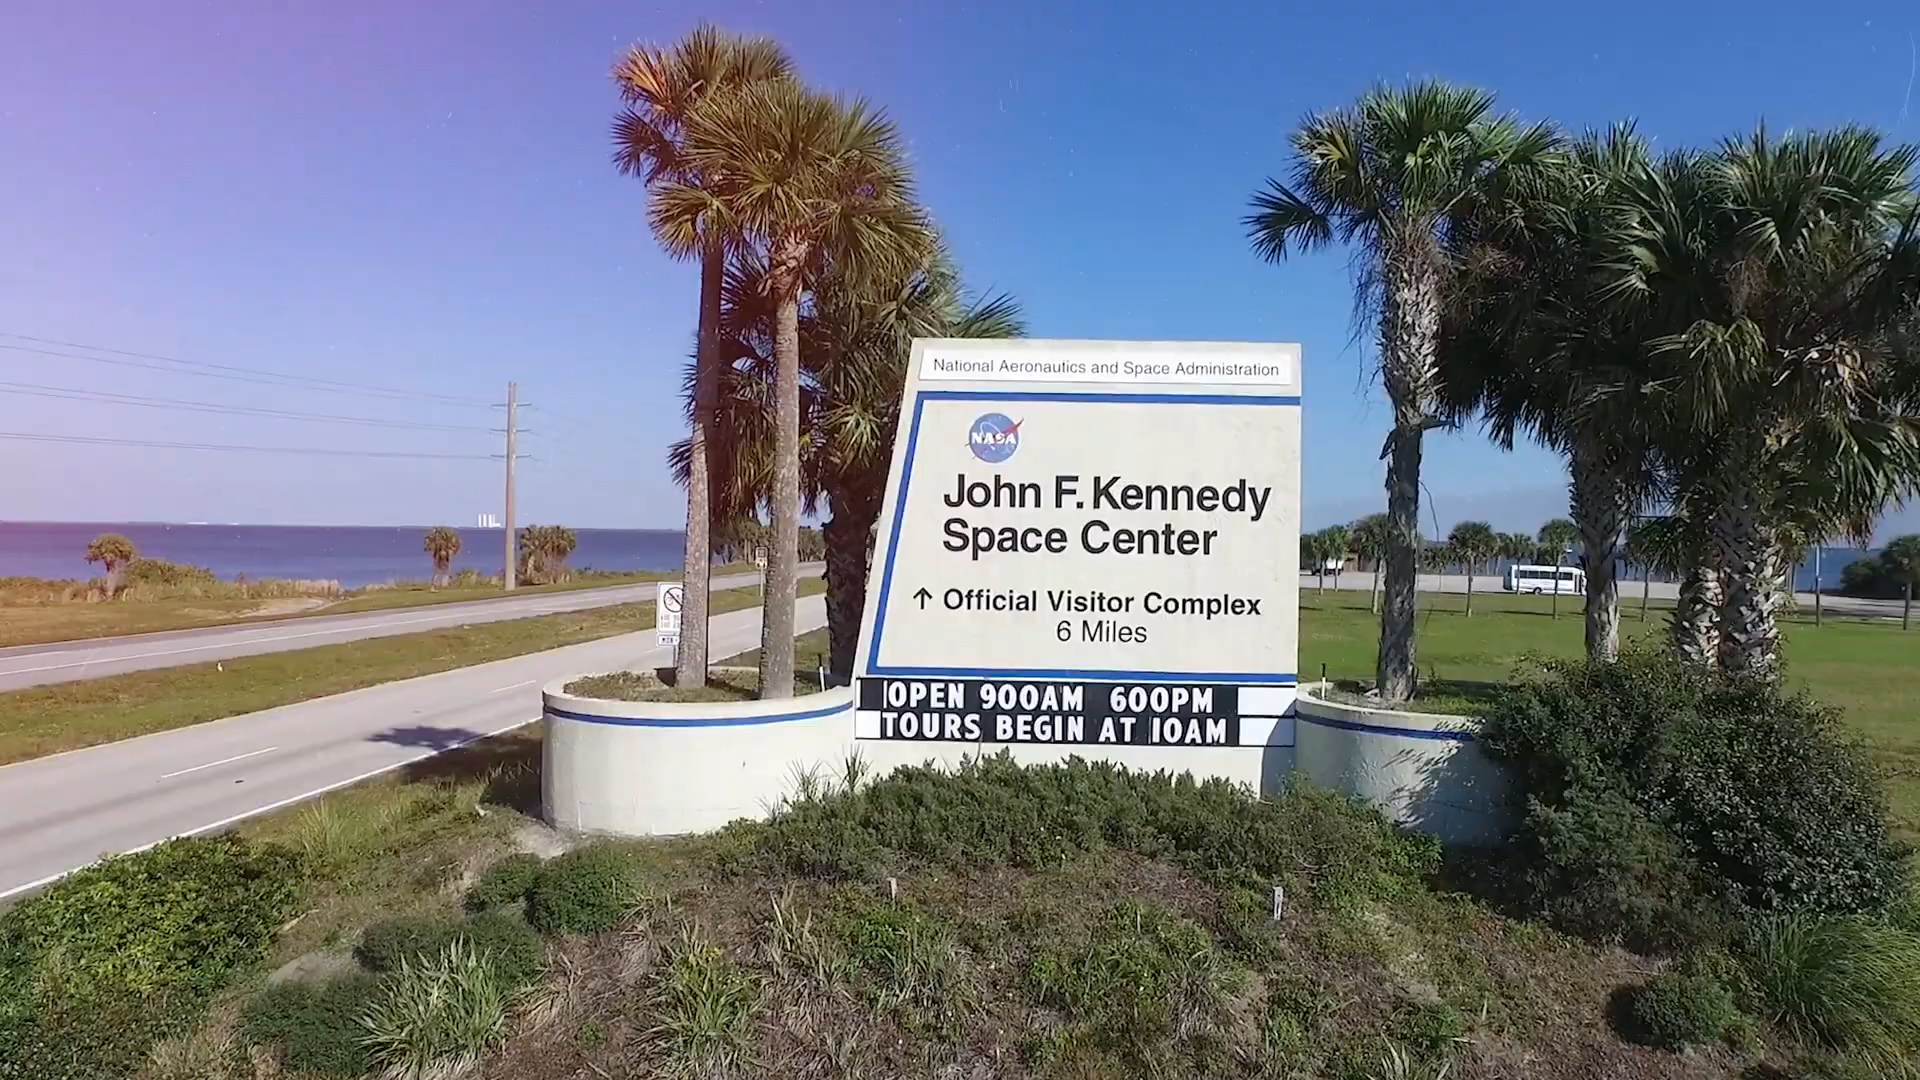 National Aeronautics and Space Administration
NASA
John F. Kennedy
Space Center
↑ Official Visitor Complex
6 Miles
OPEN 900AM 600PM
TOURS BEGIN AT 10AM